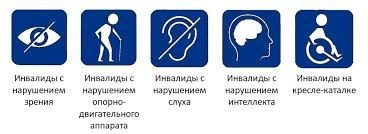 Инвалиды с
нарушением
зрения
Инвалиды с
нарушением
опорно-
двигательного
аппарата
Инвалиды с
нарушением
слуха
Инвалиды с
нарушением
интеллекта
Инвалиды на
кресле-каталке